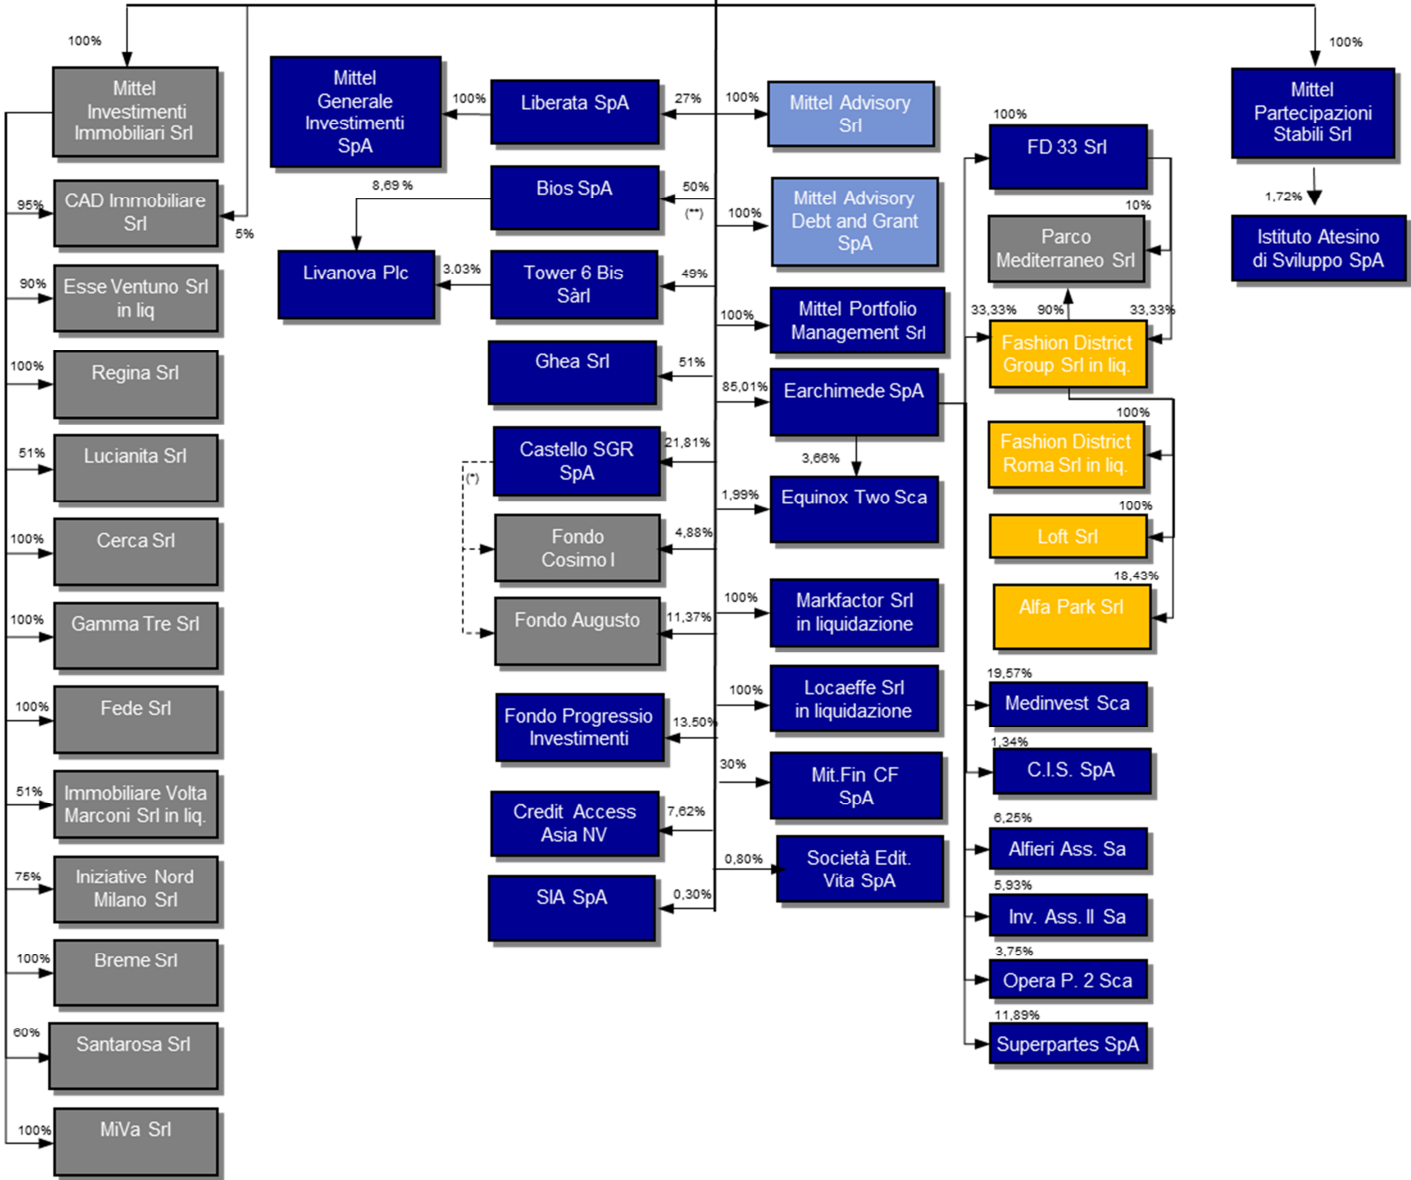 100%
Mittel
Investimenti
Immobiliari Srl
95%
CAD Immobiliare
Srl
5%
90%
Esse Ventuno Srl
in liq
100%
Regina Srl
51%
Lucianita Srl
100%
Cerca Srl
100%
Gamma Tre Srl
100%
Fede Srl
51%
Immobiliare Volta
Marconi Srl in liq.
75%
Iniziative Nord
Milano Srl
100%
Breme Srl
60%
Santarosa Srl
100%
MiVa Srl
Mittel
Generale
Investimenti
SpA
100%
Liberata SpA
27%
8,69%
Bios SpA
50%
(**)
Livanova Plc
3.03%
Tower 6 Bis
Sàrl
49%
Ghea Srl
51%
Castello SGR
SpA
21,81%
(*)
Fondo
Cosimo I
4,88%
Fondo Augusto
11,37%
Fondo Progressio
Investimenti
13.50%
Credit Access
Asia NV
7,62%
SIA SpA
0,30%
100%
Mittel Advisory
Srl
100%
Mittel Advisory
Debt and Grant
SpA
100%
Mittel Portfolio
Management Srl
85,01%
Earchimede SpA
3,66%
1,99%
Equinox Two Sca
100%
Markfactor Srl
in liquidazione
100%
Locaeffe Srl
in liquidazione
30%
Mit.Fin CF
SpA
0,80%
Società Edit.
Vita SpA
100%
FD 33 Srl
10%
Parco
Mediterraneo Srl
33,33%
90%
33,33%
Fashion District
Group Srl in liq.
100%
Fashion District
Roma Srl in liq.
100%
Loft Srl
18,43%
Alfa Park Srl
19,57%
Medinvest Sca
1,34%
C.I.S. SpA
6,25%
Alfieri Ass. Sa
5,93%
Inv. Ass. II Sa
3,75%
Opera P. 2 Sca
11,89%
Superpartes SpA
100%
Mittel
Partecipazioni
Stabili Srl
1,72%
Istituto Atesino
di Sviluppo SpA